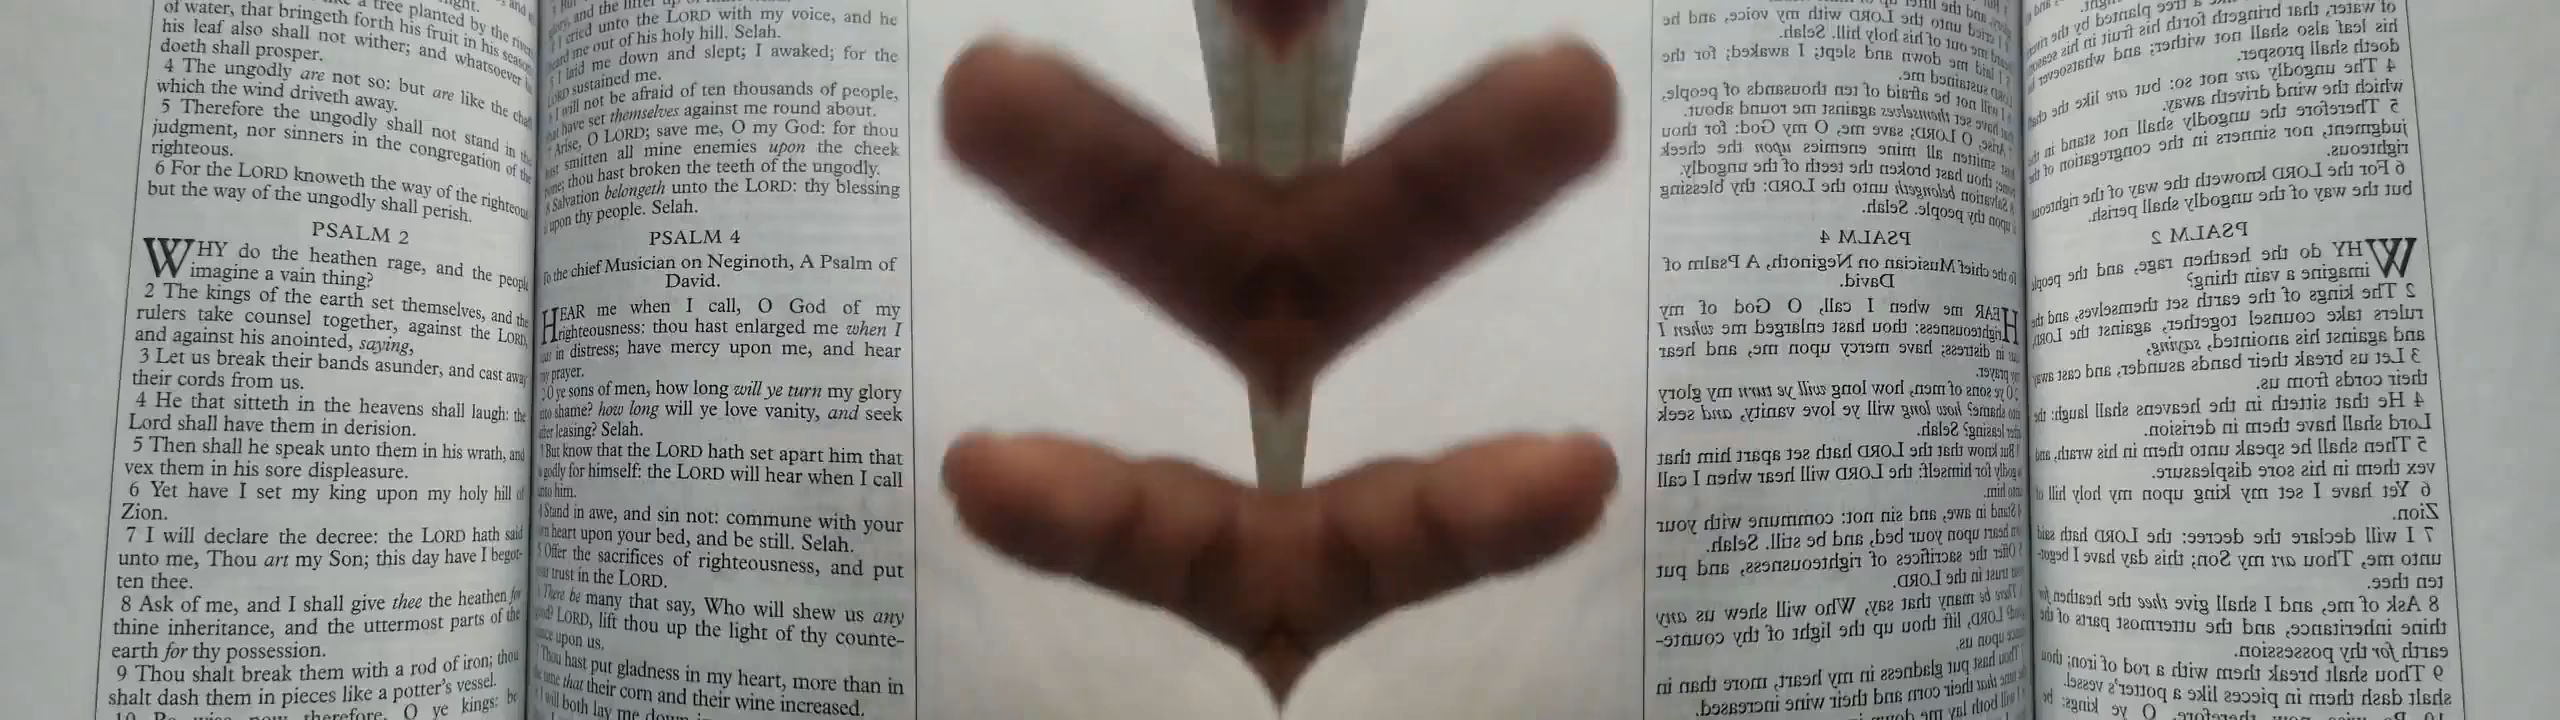 of water, that bringeth forth his fruit in his season
his leaf also shall not wither; and whatsoever
doeth shall prosper.
4 The ungodly are not so: but are like the chaff
which the wind driveth away.
5 Therefore the ungodly shall not stand in the
judgment, nor sinners in the congregation of the
righteous.
6 For the LORD knoweth the way of the righteous
but the way of the ungodly shall perish.
PSALM 2
WHY do the heathen rage, and the people
imagine a vain thing?
2 The kings of the earth set themselves, and the
rulers take counsel together, against the LORD,
and against his anointed, saying,
3 Let us break their bands asunder, and cast away
their cords from us.
4 He that sitteth in the heavens shall laugh: the
Lord shall have them in derision.
5 Then shall he speak unto them in his wrath, and
vex them in his sore displeasure.
6 Yet have I set my king upon my holy hill of
Zion.
7 I will declare the decree: the LORD hath said
unto me, Thou art my Son; this day have I begot-
ten thee.
8 Ask of me, and I shall give thee the heathen for
thine inheritance, and the uttermost parts of the
earth for thy possession.
9 Thou shalt break them with a rod of iron; thou
shalt dash them in pieces like a potter's vessel.
therefore, O ye kings: be
cried unto the LORD with my voice, and he
heard me out of his holy hill. Selah.
I laid me down and slept; I awaked; for the
LORD sustained me.
I will not be afraid of ten thousands of people,
that have set themselves against me round about.
Arise, O LORD; save me, O my God: for thou
hast smitten all mine enemies upon the cheek
thou hast broken the teeth of the ungodly.
8 Salvation belongeth unto the LORD: thy blessing
upon thy people. Selah.
PSALM 4
To the chief Musician on Neginoth, A Psalm of
David.
HEAR me when I call, O God of my
righteousness: thou hast enlarged me when I
in distress; have mercy upon me, and hear
my prayer.
2 O ye sons of men, how long will ye turn my glory
into shame? how long will ye love vanity, and seek
after leasing? Selah.
But know that the LORD hath set apart him that
godly for himself: the LORD will hear when I call
unto him.
Stand in awe, and sin not: commune with your
heart upon your bed, and be still. Selah.
Offer the sacrifices of righteousness, and put
your trust in the LORD.
There be many that say, Who will shew us any
LORD, lift thou up the light of thy counte-
upon us.
Thou hast put gladness in my heart, more than in
the time that their corn and their wine increased.
I will both lay me down